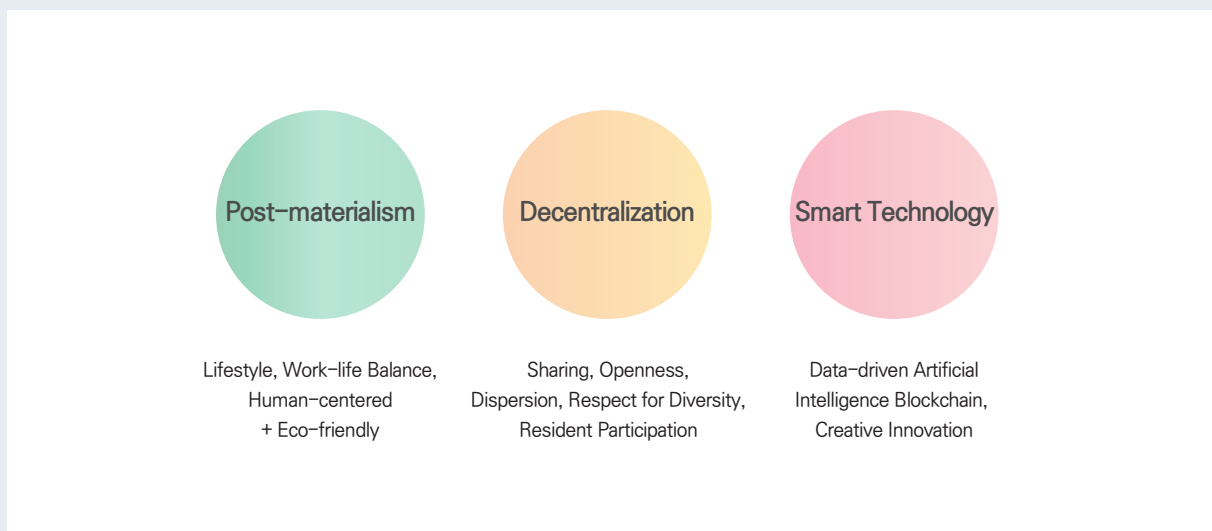 Post-materialism
Lifestyle, Work-life Balance,
Human-centered
+ Eco-friendly
Decentralization
Sharing, Openness,
Dispersion, Respect for Diversity,
Resident Participation
Smart Technology
Data-driven Artificial
Intelligence Blockchain,
Creative Innovation